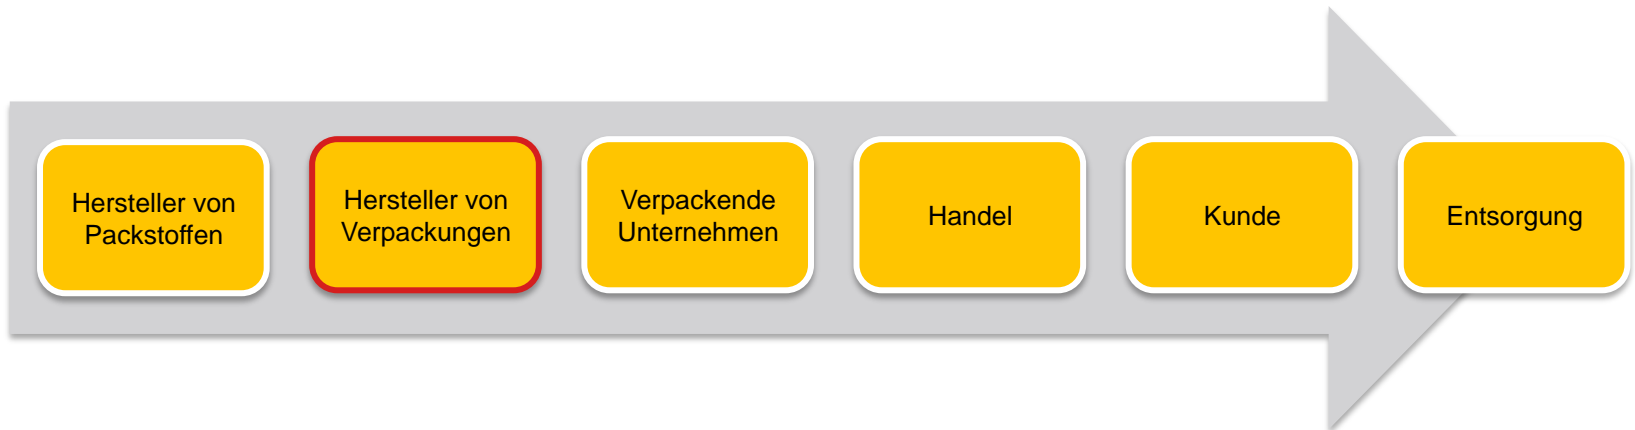 Hersteller von
Packstoffen
Hersteller von
Verpackungen
Verpackende
Unternehmen
Handel
Kunde
Entsorgung